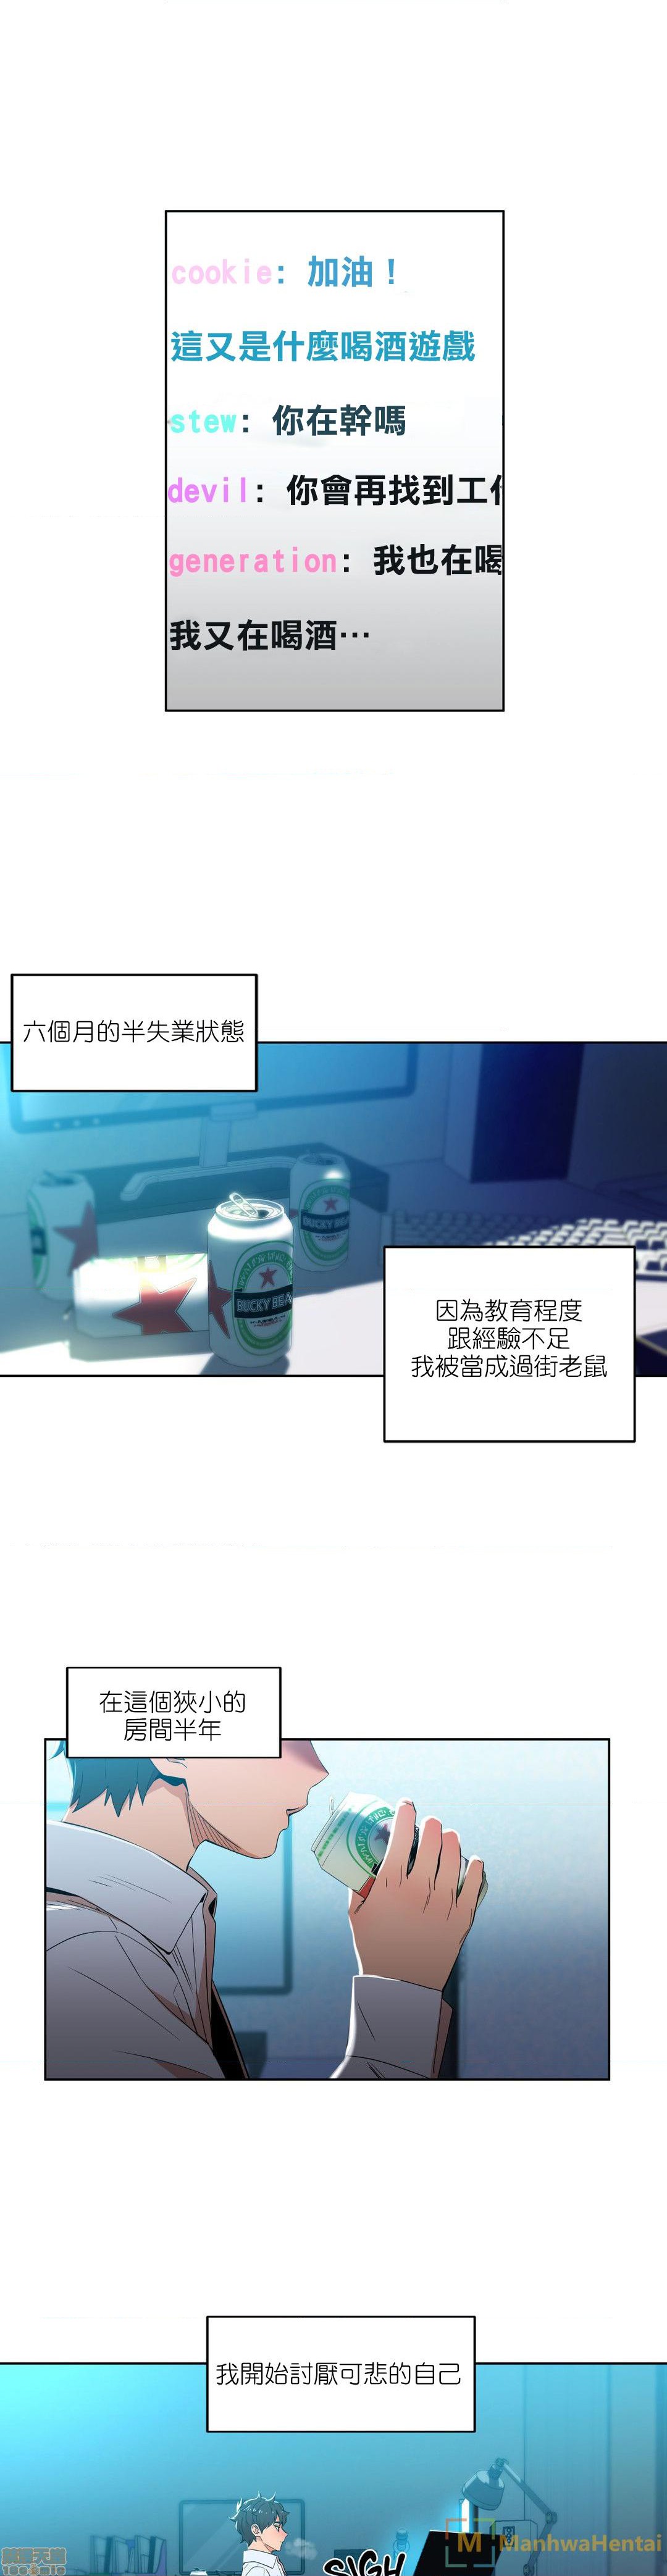 cookie: 加油！
這又是什麼喝酒遊戲
stew: 你在幹嗎
devil: 你會再找到工作
generation: 我也在喝
我又在喝酒…
六個月的半失業狀態
BUCKY BEA
BUCKY BEA
因為教育程度
跟經驗不足
我被當成過街老鼠
在這個狹小的
房間半年
我開始討厭可悲的自己
SIGH
M ManhwaHentai